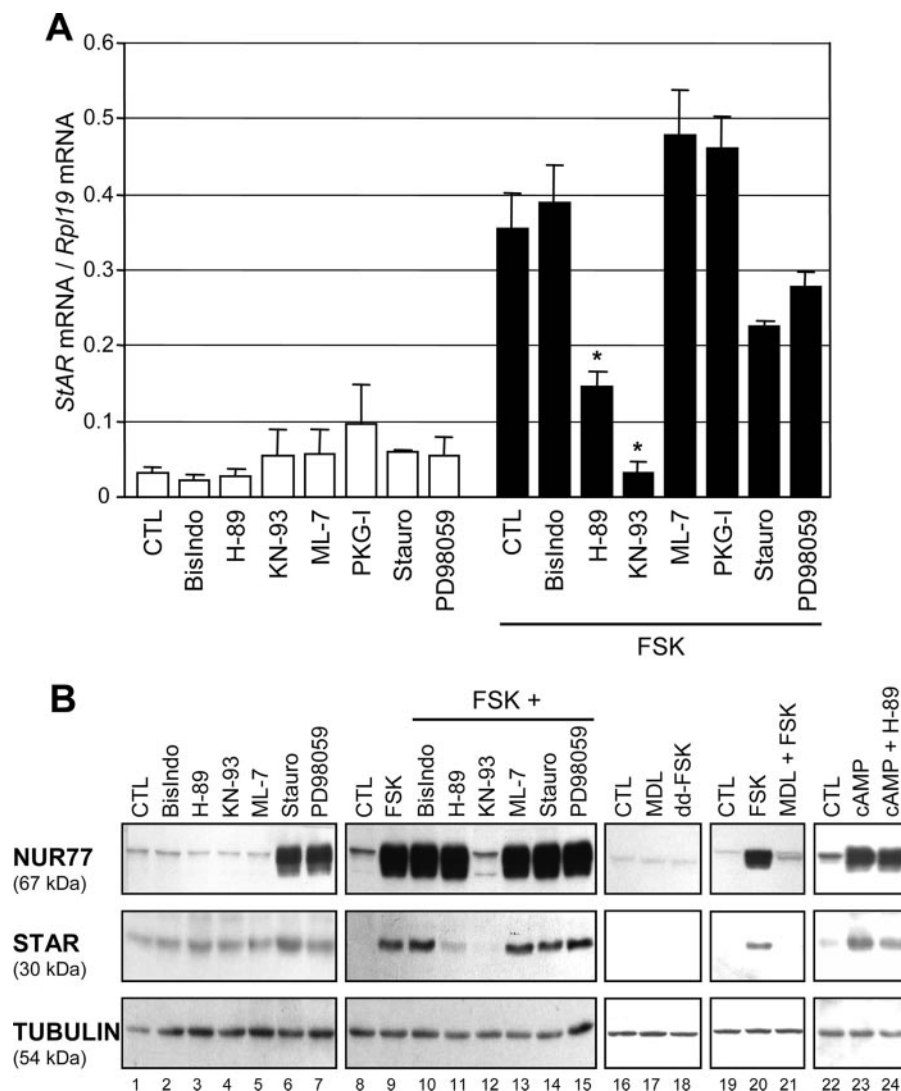 A
StAR mRNA / Rpl19 mRNA
0.6
0.5
0.4
0.3
0.2
0.1
0
* *
CTL BisIndo H-89 KN-93 ML-7 PKG-I Stauro PD98059 CTL BisIndo H-89 KN-93 ML-7 PKG-I Stauro PD98059
FSK
B
FSK +
CTL BisIndo H-89 KN-93 ML-7 Stauro PD98059 CTL FSK BisIndo H-89 KN-93 ML-7 Stauro PD98059 CTL MDL dd-FSK CTL FSK MDL + FSK CTL cAMP cAMP + H-89
NUR77
(67 kDa)
STAR
(30 kDa)
TUBULIN
(54 kDa)
1 2 3 4 5 6 7 8 9 10 11 12 13 14 15 16 17 18 19 20 21 22 23 24